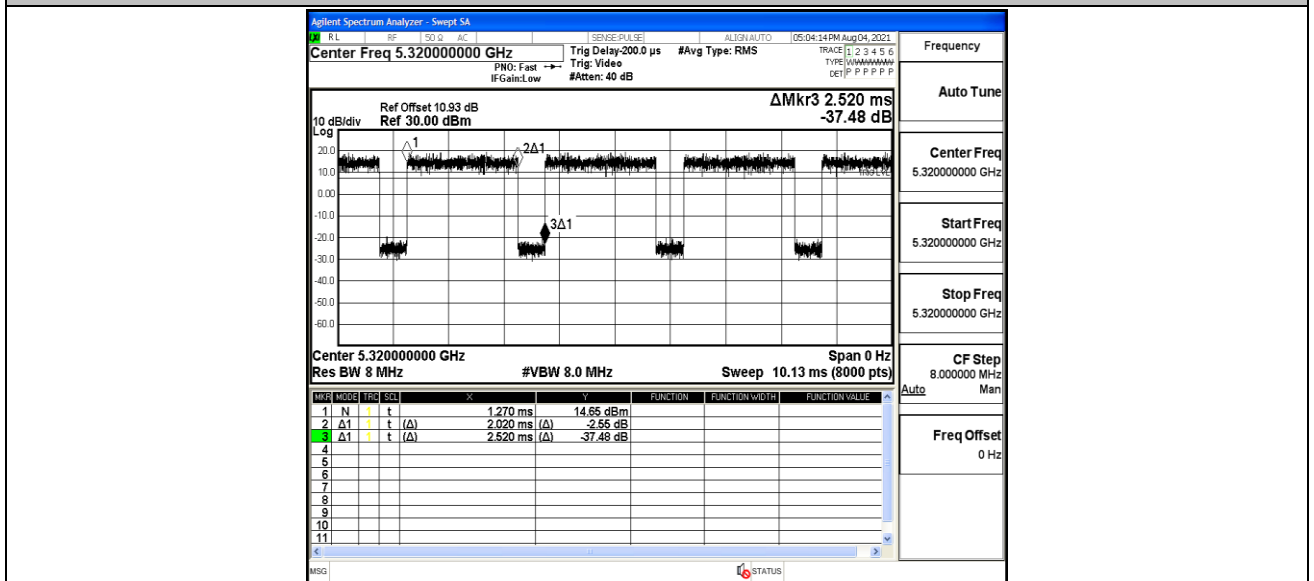 Agilent Spectrum Analyzer - Swept SA
RL RF 50 Ω AC SENSE:PULSE ALIGN AUTO 05:04:14 PM Aug 04, 2021
Center Freq 5.320000000 GHz Trig Delay-200.0 µs #Avg Type: RMS TRACE 1 2 3 4 5 6
PNO: Fast Trig: Video TYPE
IFGain:Low #Atten: 40 dB DET P P P P P P
ΔMkr3 2.520 ms
-37.48 dB
Ref Offset 10.93 dB
10 dB/div Ref 30.00 dBm
Log
20.0
10.0
0.00
-10.0
-20.0
-30.0
-40.0
-50.0
-60.0
1
2Δ1
3Δ1
Center 5.320000000 GHz Span 0 Hz
Res BW 8 MHz #VBW 8.0 MHz Sweep 10.13 ms (8000 pts)
MKR MODE TRC SCL X Y FUNCTION FUNCTION WIDTH FUNCTION VALUE
1 N 1 t 1.270 ms 14.65 dBm
2 Δ1 1 t (Δ) 2.020 ms (Δ) -2.55 dB
3 Δ1 1 t (Δ) 2.520 ms (Δ) -37.48 dB
4
5
6
7
8
9
10
11
MSG STATUS
Frequency
Auto Tune
Center Freq
5.320000000 GHz
Start Freq
5.320000000 GHz
Stop Freq
5.320000000 GHz
CF Step
8.000000 MHz
Auto Man
Freq Offset
0 Hz